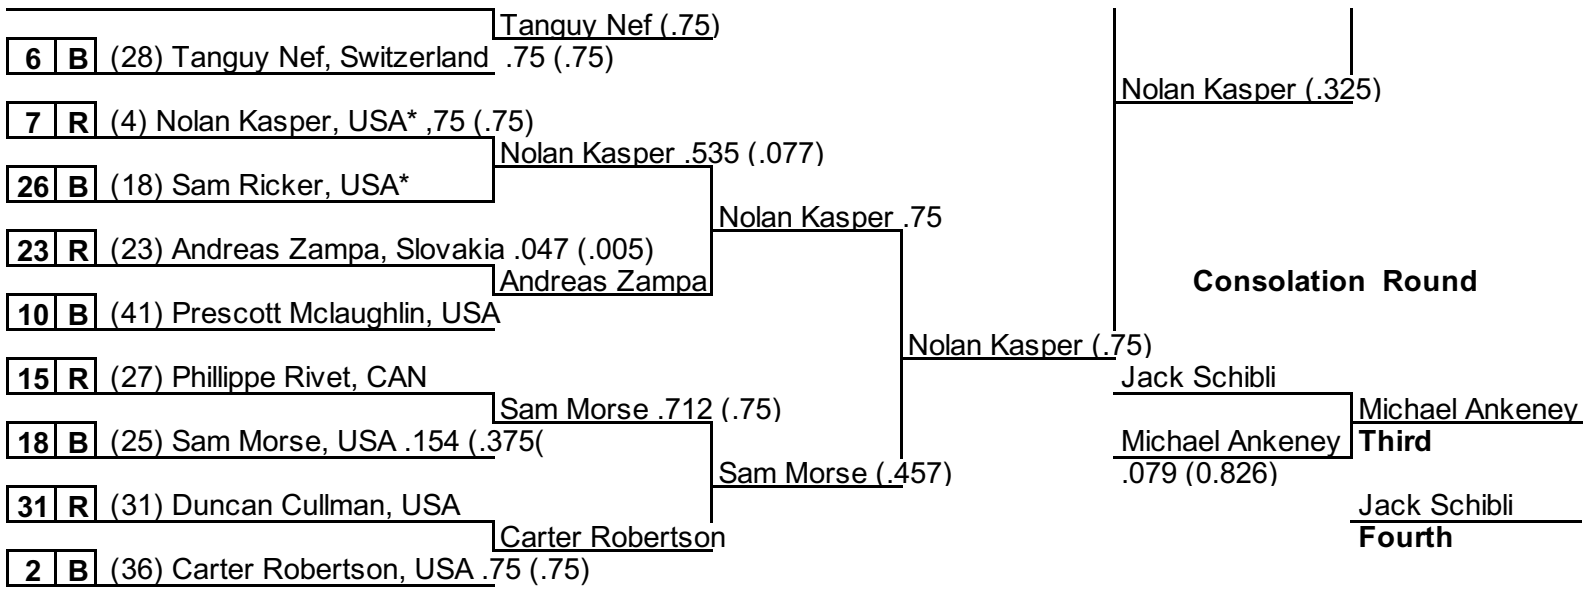 Tanguy Nef (.75)
6 B (28) Tanguy Nef, Switzerland .75 (.75)
Nolan Kasper (.325)
7 R (4) Nolan Kasper, USA* ,75 (.75)
Nolan Kasper .535 (.077)
26 B (18) Sam Ricker, USA*
Nolan Kasper .75
23 R (23) Andreas Zampa, Slovakia .047 (.005)
Andreas Zampa
Consolation Round
10 B (41) Prescott Mclaughlin, USA
Nolan Kasper (.75)
15 R (27) Phillippe Rivet, CAN
Jack Schibli
Sam Morse .712 (.75)
Michael Ankeney
18 B (25) Sam Morse, USA .154 (.375(
Michael Ankeney
Third
Sam Morse (.457)
.079 (0.826)
31 R (31) Duncan Cullman, USA
Jack Schibli
Carter Robertson
Fourth
2 B (36) Carter Robertson, USA .75 (.75)